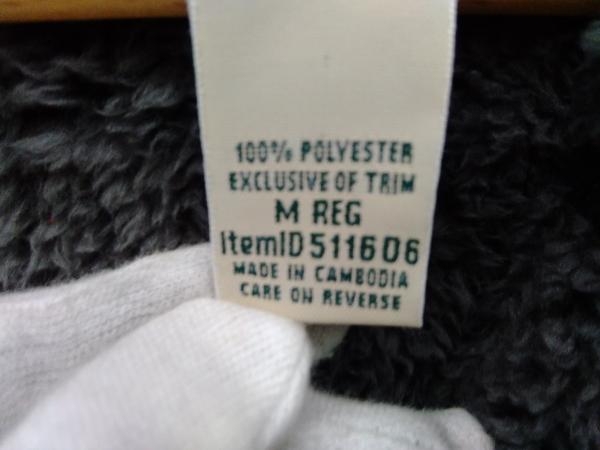 100% POLYESTER
EXCLUSIVE OF TRIM
M REG
ItemID 511606
MADE IN CAMBODIA
CARE ON REVERSE